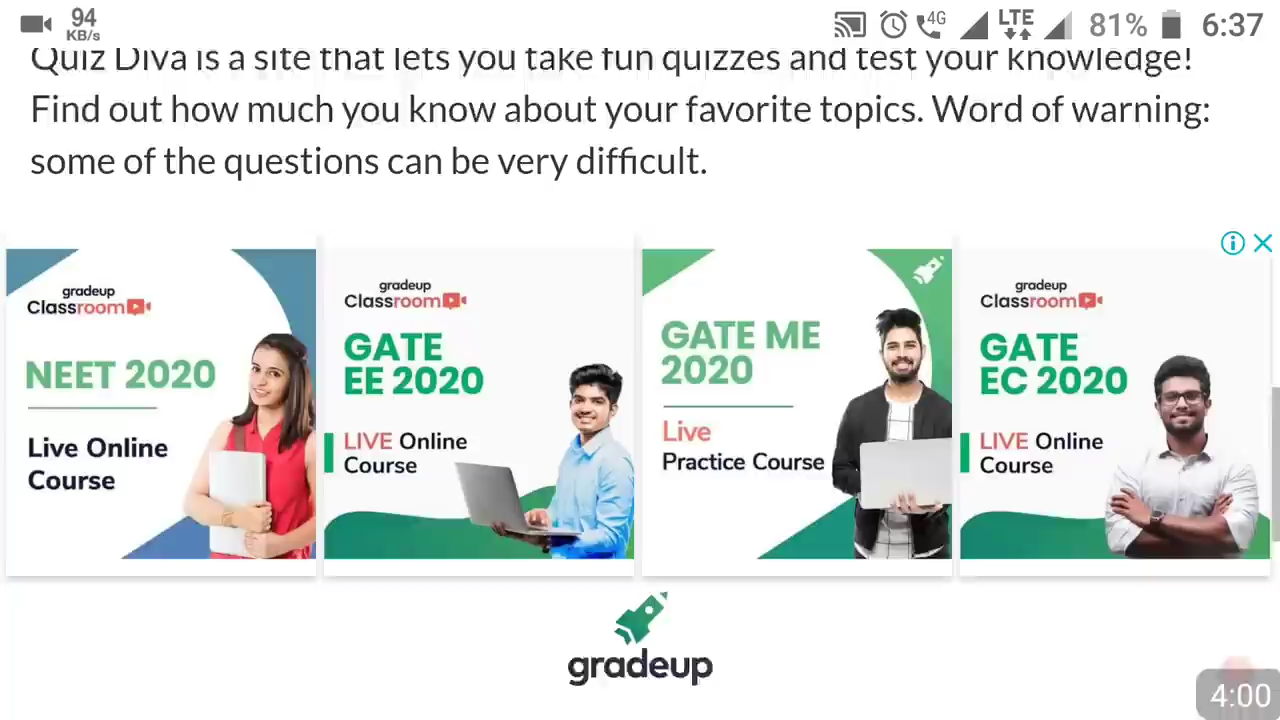 94
KB/s
4G
LTE
81%
6:37
Quiz Diva is a site that lets you take fun quizzes and test your knowledge!
Find out how much you know about your favorite topics. Word of warning:
some of the questions can be very difficult.
gradeup
Classroom
NEET 2020
Live Online
Course
gradeup
Classroom
GATE
EE 2020
LIVE Online
Course
GATE ME
2020
Live
Practice Course
gradeup
Classroom
GATE
EC 2020
LIVE Online
Course
gradeup
4:00